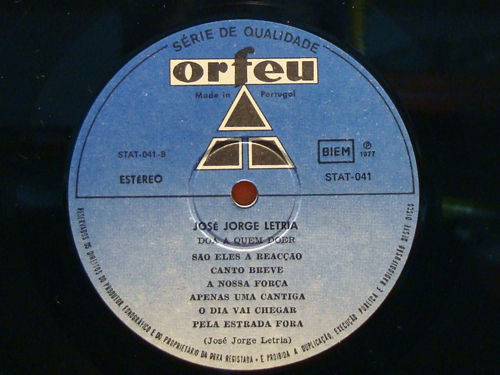 SÉRIE DE QUALIDADE
orfeu
Made in Portugal
STAT-041-B
ESTÉREO
BIEM
℗ 1977
STAT-041
JOSÉ JORGE LETRIA
DOA A QUEM DOER
SÃO ELES A REACÇÃO
CANTO BREVE
A NOSSA FORÇA
APENAS UMA CANTIGA
O DIA VAI CHEGAR
PELA ESTRADA FORA
(José Jorge Letria)
RESERVADOS OS DIREITOS DO PRODUTOR FONOGRÁFICO E DO PROPRIETÁRIO DA OBRA REGISTADA • É PROIBIDA A DUPLICAÇÃO, EXECUÇÃO PÚBLICA E RADIODIFUSÃO DESTE DISCO